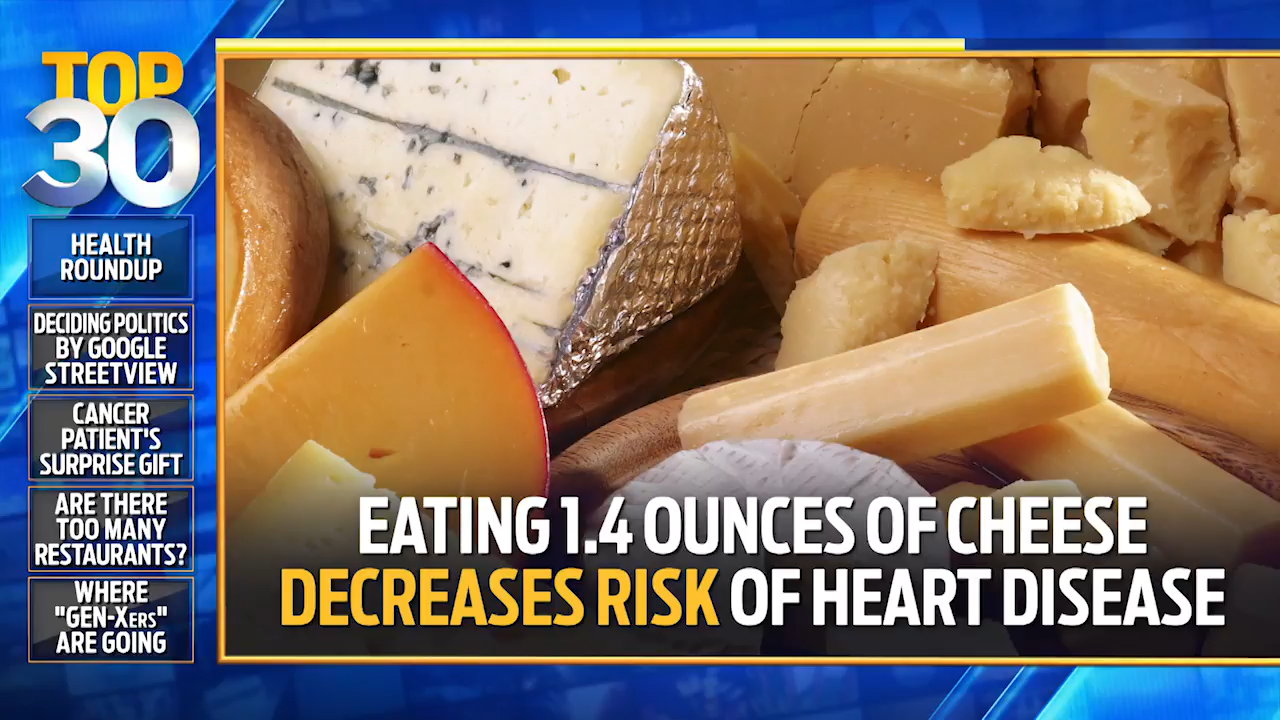 TOP
30
HEALTH
ROUNDUP
DECIDING POLITICS
BY GOOGLE
STREETVIEW
CANCER
PATIENT'S
SURPRISE GIFT
ARE THERE
TOO MANY
RESTAURANTS?
WHERE
"GEN-XERS"
ARE GOING
EATING 1.4 OUNCES OF CHEESE
DECREASES RISK OF HEART DISEASE